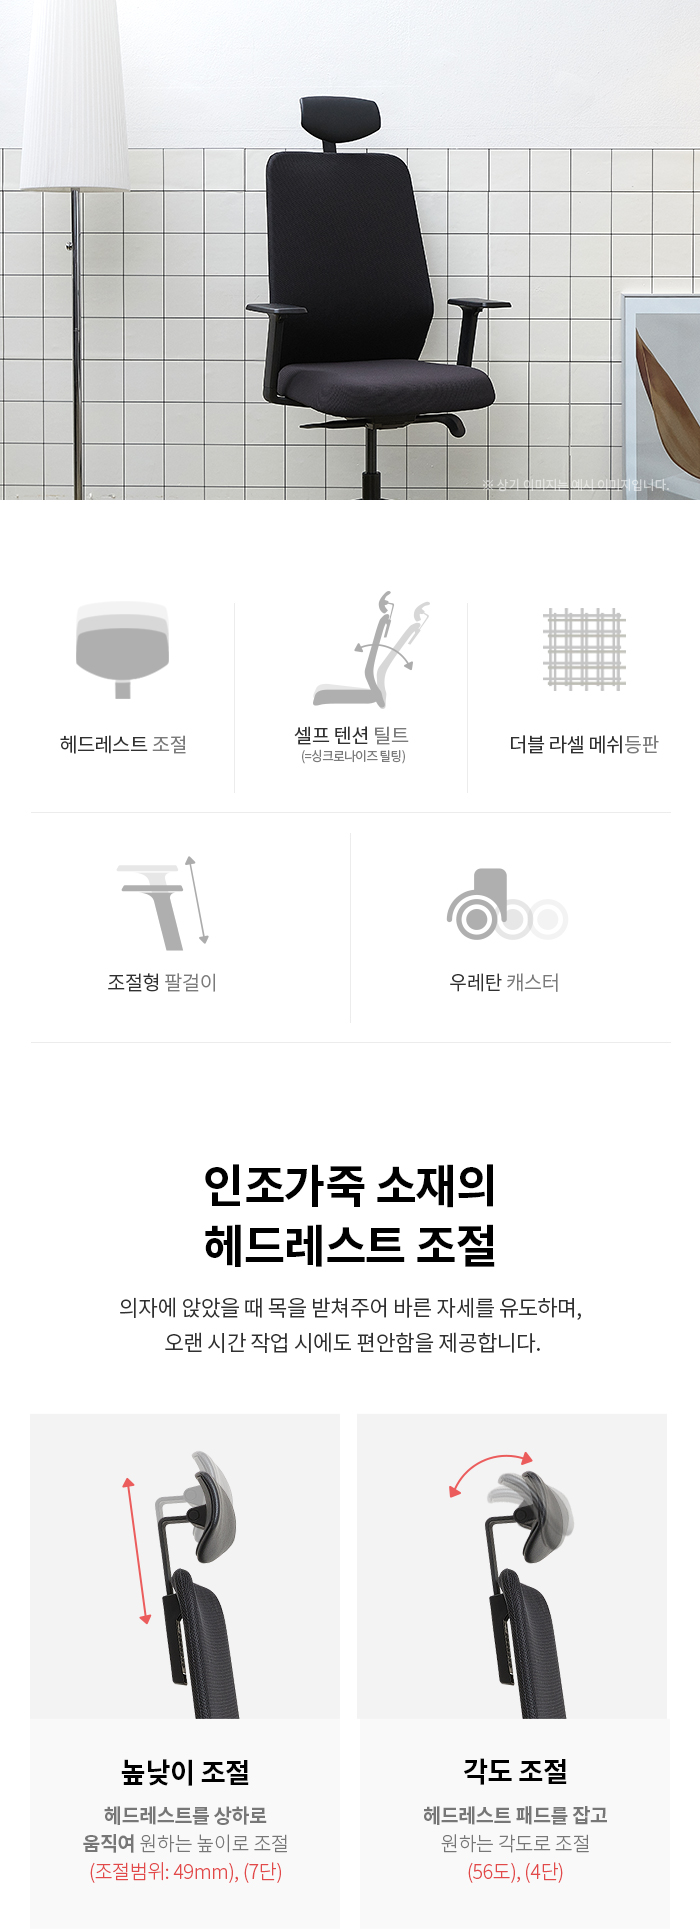 ※ 상기 이미지는 예시 이미지입니다.
헤드레스트 조절
셀프 텐션 틸트
(=싱크로나이즈 틸팅)
더블 라셀 메쉬등판
조절형 팔걸이
우레탄 캐스터
인조가죽 소재의
헤드레스트 조절
의자에 앉았을 때 목을 받쳐주어 바른 자세를 유도하며,
오랜 시간 작업 시에도 편안함을 제공합니다.
높낮이 조절
헤드레스트를 상하로
움직여 원하는 높이로 조절
(조절범위: 49mm), (7단)
각도 조절
헤드레스트 패드를 잡고
원하는 각도로 조절
(56도), (4단)